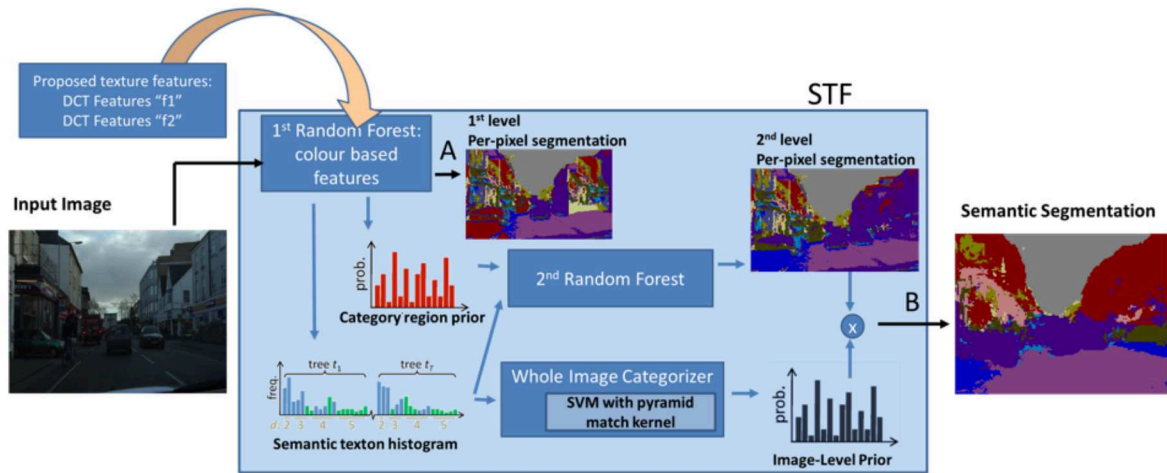 STF
Proposed texture features:
DCT Features “f1”
DCT Features “f2”
1st Random Forest:
colour based
features
A
1st level
Per-pixel segmentation
2nd level
Per-pixel segmentation
Input Image
Semantic Segmentation
prob.
Category region prior
2nd Random Forest
x
B
freq.
tree t1
tree tT
d: 2 3 4 5 2 3 4 5
Semantic texton histogram
Whole Image Categorizer
SVM with pyramid
match kernel
prob.
Image-Level Prior